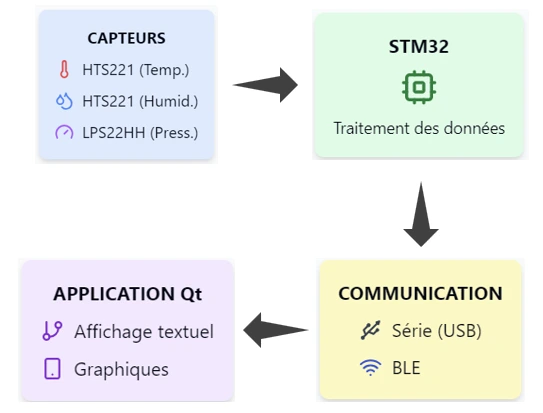 CAPTEURS
HTS221 (Temp.)
HTS221 (Humid.)
LPS22HH (Press.)
STM32
Traitement des données
COMMUNICATION
Série (USB)
BLE
APPLICATION Qt
Affichage textuel
Graphiques